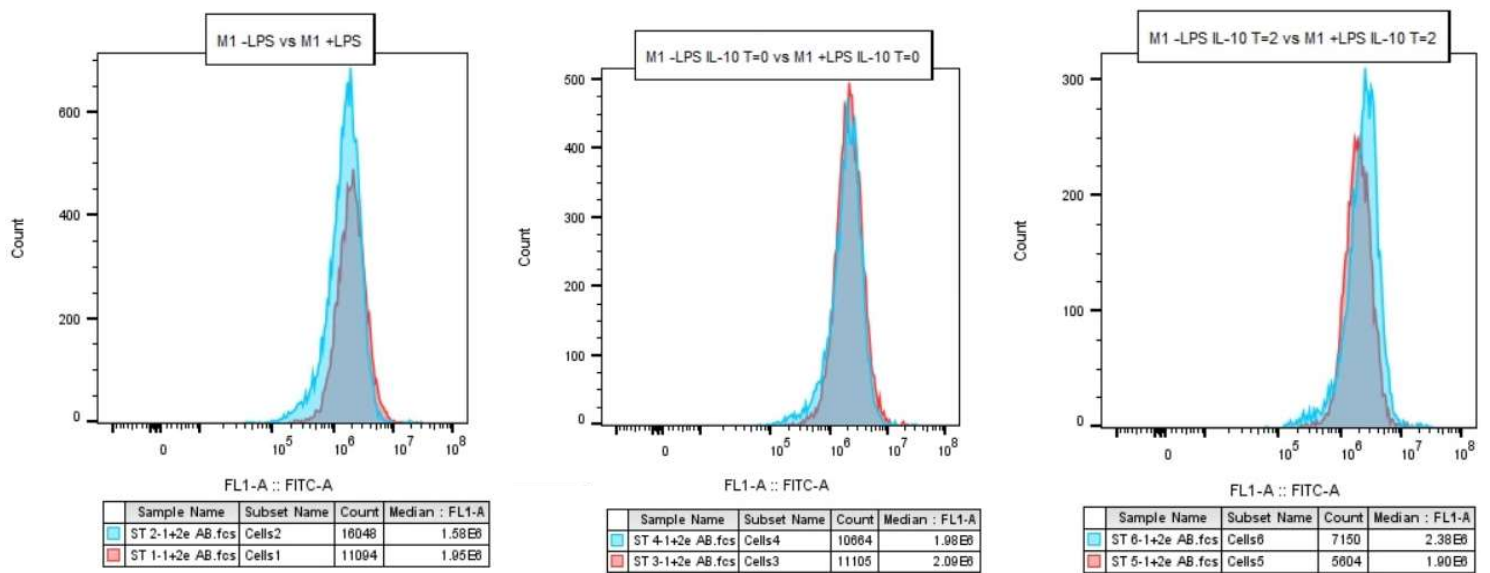 M1 -LPS vs M1 +LPS
600
400
200
0
Count
0 10^5 10^6 10^7 10^8
FL1-A :: FITC-A
Sample Name Subset Name Count Median : FL1-A
ST 2-1+2e AB.fcs Cells2 16048 1.58E6
ST 1-1+2e AB.fcs Cells1 11094 1.95E6
M1 -LPS IL-10 T=0 vs M1 +LPS IL-10 T=0
500
400
300
200
100
0
Count
0 10^5 10^6 10^7 10^8
FL1-A :: FITC-A
Sample Name Subset Name Count Median : FL1-A
ST 4-1+2e AB.fcs Cells4 10664 1.98E6
ST 3-1+2e AB.fcs Cells3 11105 2.09E6
M1 -LPS IL-10 T=2 vs M1 +LPS IL-10 T=2
300
200
100
0
Count
0 10^5 10^6 10^7 10^8
FL1-A :: FITC-A
Sample Name Subset Name Count Median : FL1-A
ST 6-1+2e AB.fcs Cells6 7150 2.38E6
ST 5-1+2e AB.fcs Cells5 5604 1.90E6